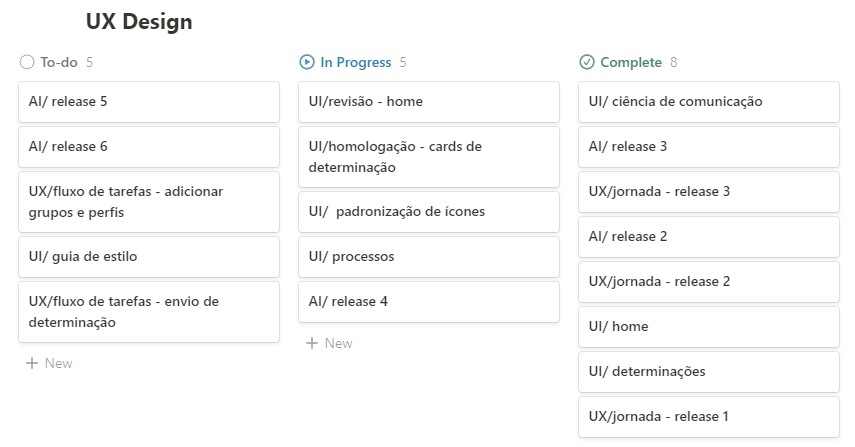 UX Design
To-do 5
AI/ release 5
AI/ release 6
UX/fluxo de tarefas - adicionar
grupos e perfis
UI/ guia de estilo
UX/fluxo de tarefas - envio de
determinação
+ New
In Progress 5
UI/revisão - home
UI/homologação - cards de
determinação
UI/  padronização de ícones
UI/ processos
AI/ release 4
+ New
Complete 8
UI/ ciência de comunicação
AI/ release 3
UX/jornada - release 3
AI/ release 2
UX/jornada - release 2
UI/ home
UI/ determinações
UX/jornada - release 1